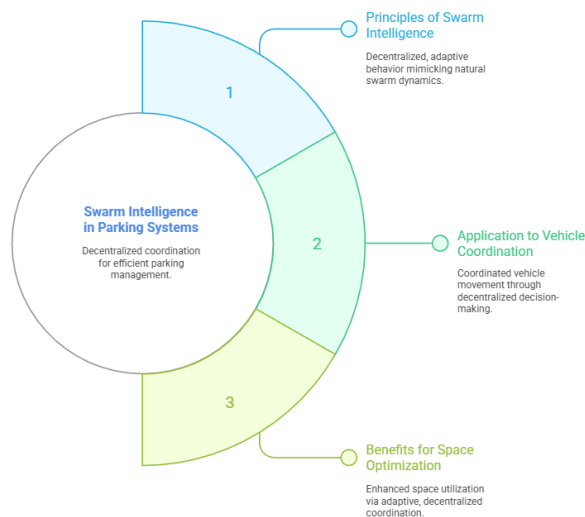 Principles of Swarm
Intelligence
Decentralized, adaptive
behavior mimicking natural
swarm dynamics.
1
Swarm Intelligence
in Parking Systems
Decentralized coordination
for efficient parking
management.
2
Application to Vehicle
Coordination
Coordinated vehicle
movement through
decentralized decision-
making.
3
Benefits for Space
Optimization
Enhanced space utilization
via adaptive, decentralized
coordination.